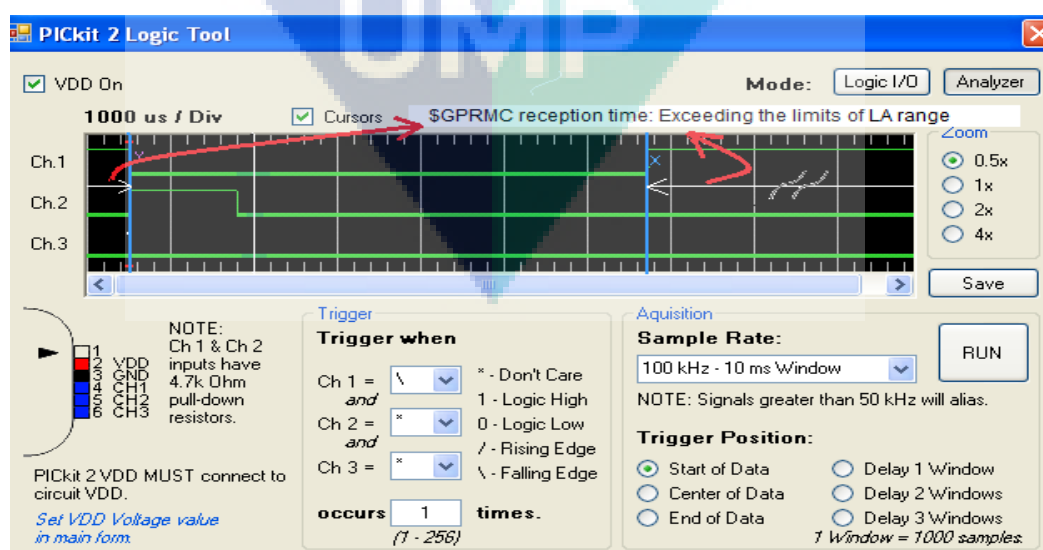 UMP
PICkit 2 Logic Tool
VDD On
Mode: Logic I/O Analyzer
1000 us / Div
Cursors
$GPRMC reception time: Exceeding the limits of LA range
Zoom
Ch.1
Ch.2
Ch.3
X
X
0.5x
1x
2x
4x
Save
1
2 VDD
3 GND
4 CH1
5 CH2
6 CH3
NOTE:
Ch 1 & Ch 2
inputs have
4.7k Ohm
pull-down
resistors.
PICkit 2 VDD MUST connect to
circuit VDD.
Set VDD Voltage value
in main form.
Trigger
Trigger when
Ch 1 = \
and
Ch 2 = *
and
Ch 3 = *
* - Don't Care
1 - Logic High
0 - Logic Low
/ - Rising Edge
\ - Falling Edge
occurs 1 times.
(1 - 256)
Aquisition
Sample Rate:
100 kHz - 10 ms Window
RUN
NOTE: Signals greater than 50 kHz will alias.
Trigger Position:
Start of Data
Center of Data
End of Data
Delay 1 Window
Delay 2 Windows
Delay 3 Windows
1 Window = 1000 samples.